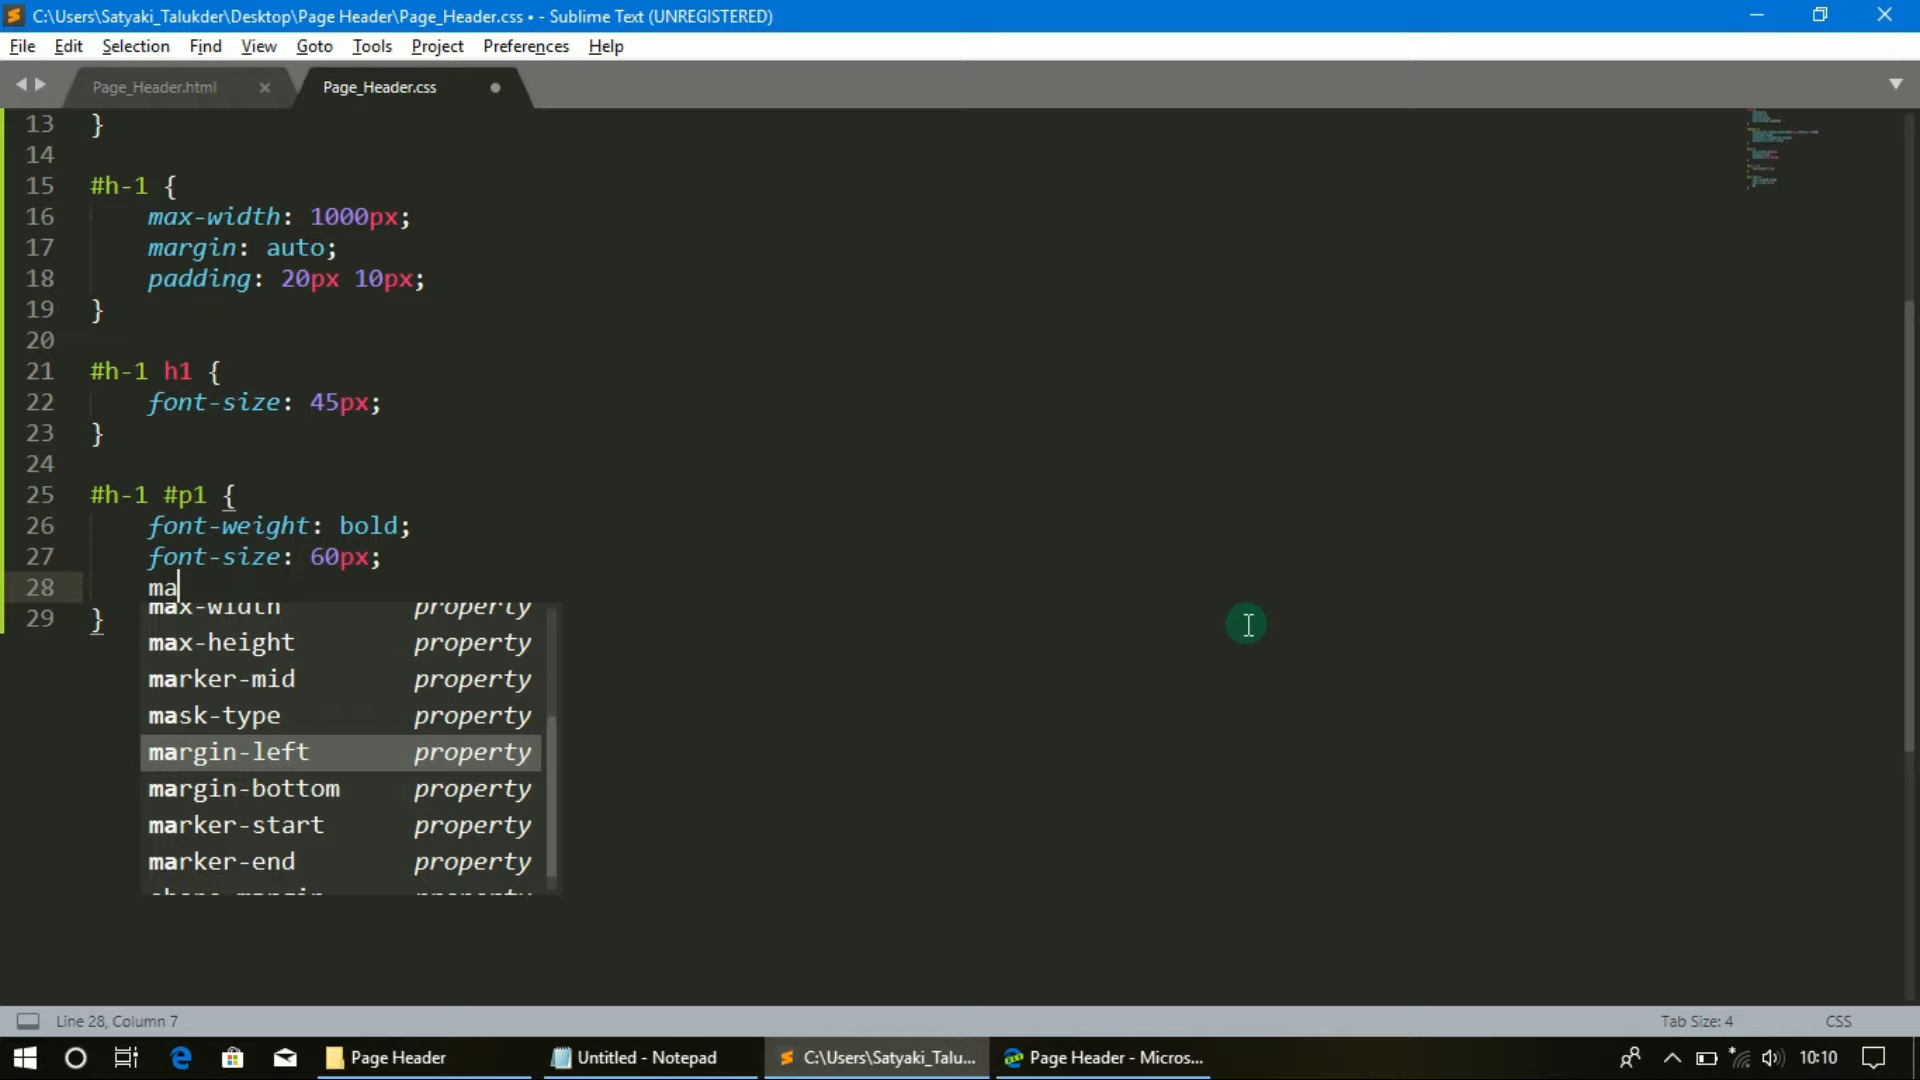 C:\Users\Satyaki_Talukder\Desktop\Page Header\Page_Header.css • - Sublime Text (UNREGISTERED)
File Edit Selection Find View Goto Tools Project Preferences Help
Page_Header.html Page_Header.css
13 }
14
15 #h-1 {
16 max-width: 1000px;
17 margin: auto;
18 padding: 20px 10px;
19 }
20
21 #h-1 h1 {
22 font-size: 45px;
23 }
24
25 #h-1 #p1 {
26 font-weight: bold;
27 font-size: 60px;
28 ma
29 }
max-width property
max-height property
marker-mid property
mask-type property
margin-left property
margin-bottom property
marker-start property
marker-end property
Line 28, Column 7 Tab Size: 4 CSS
Page Header Untitled - Notepad C:\Users\Satyaki_Talu... Page Header - Micros... 10:10